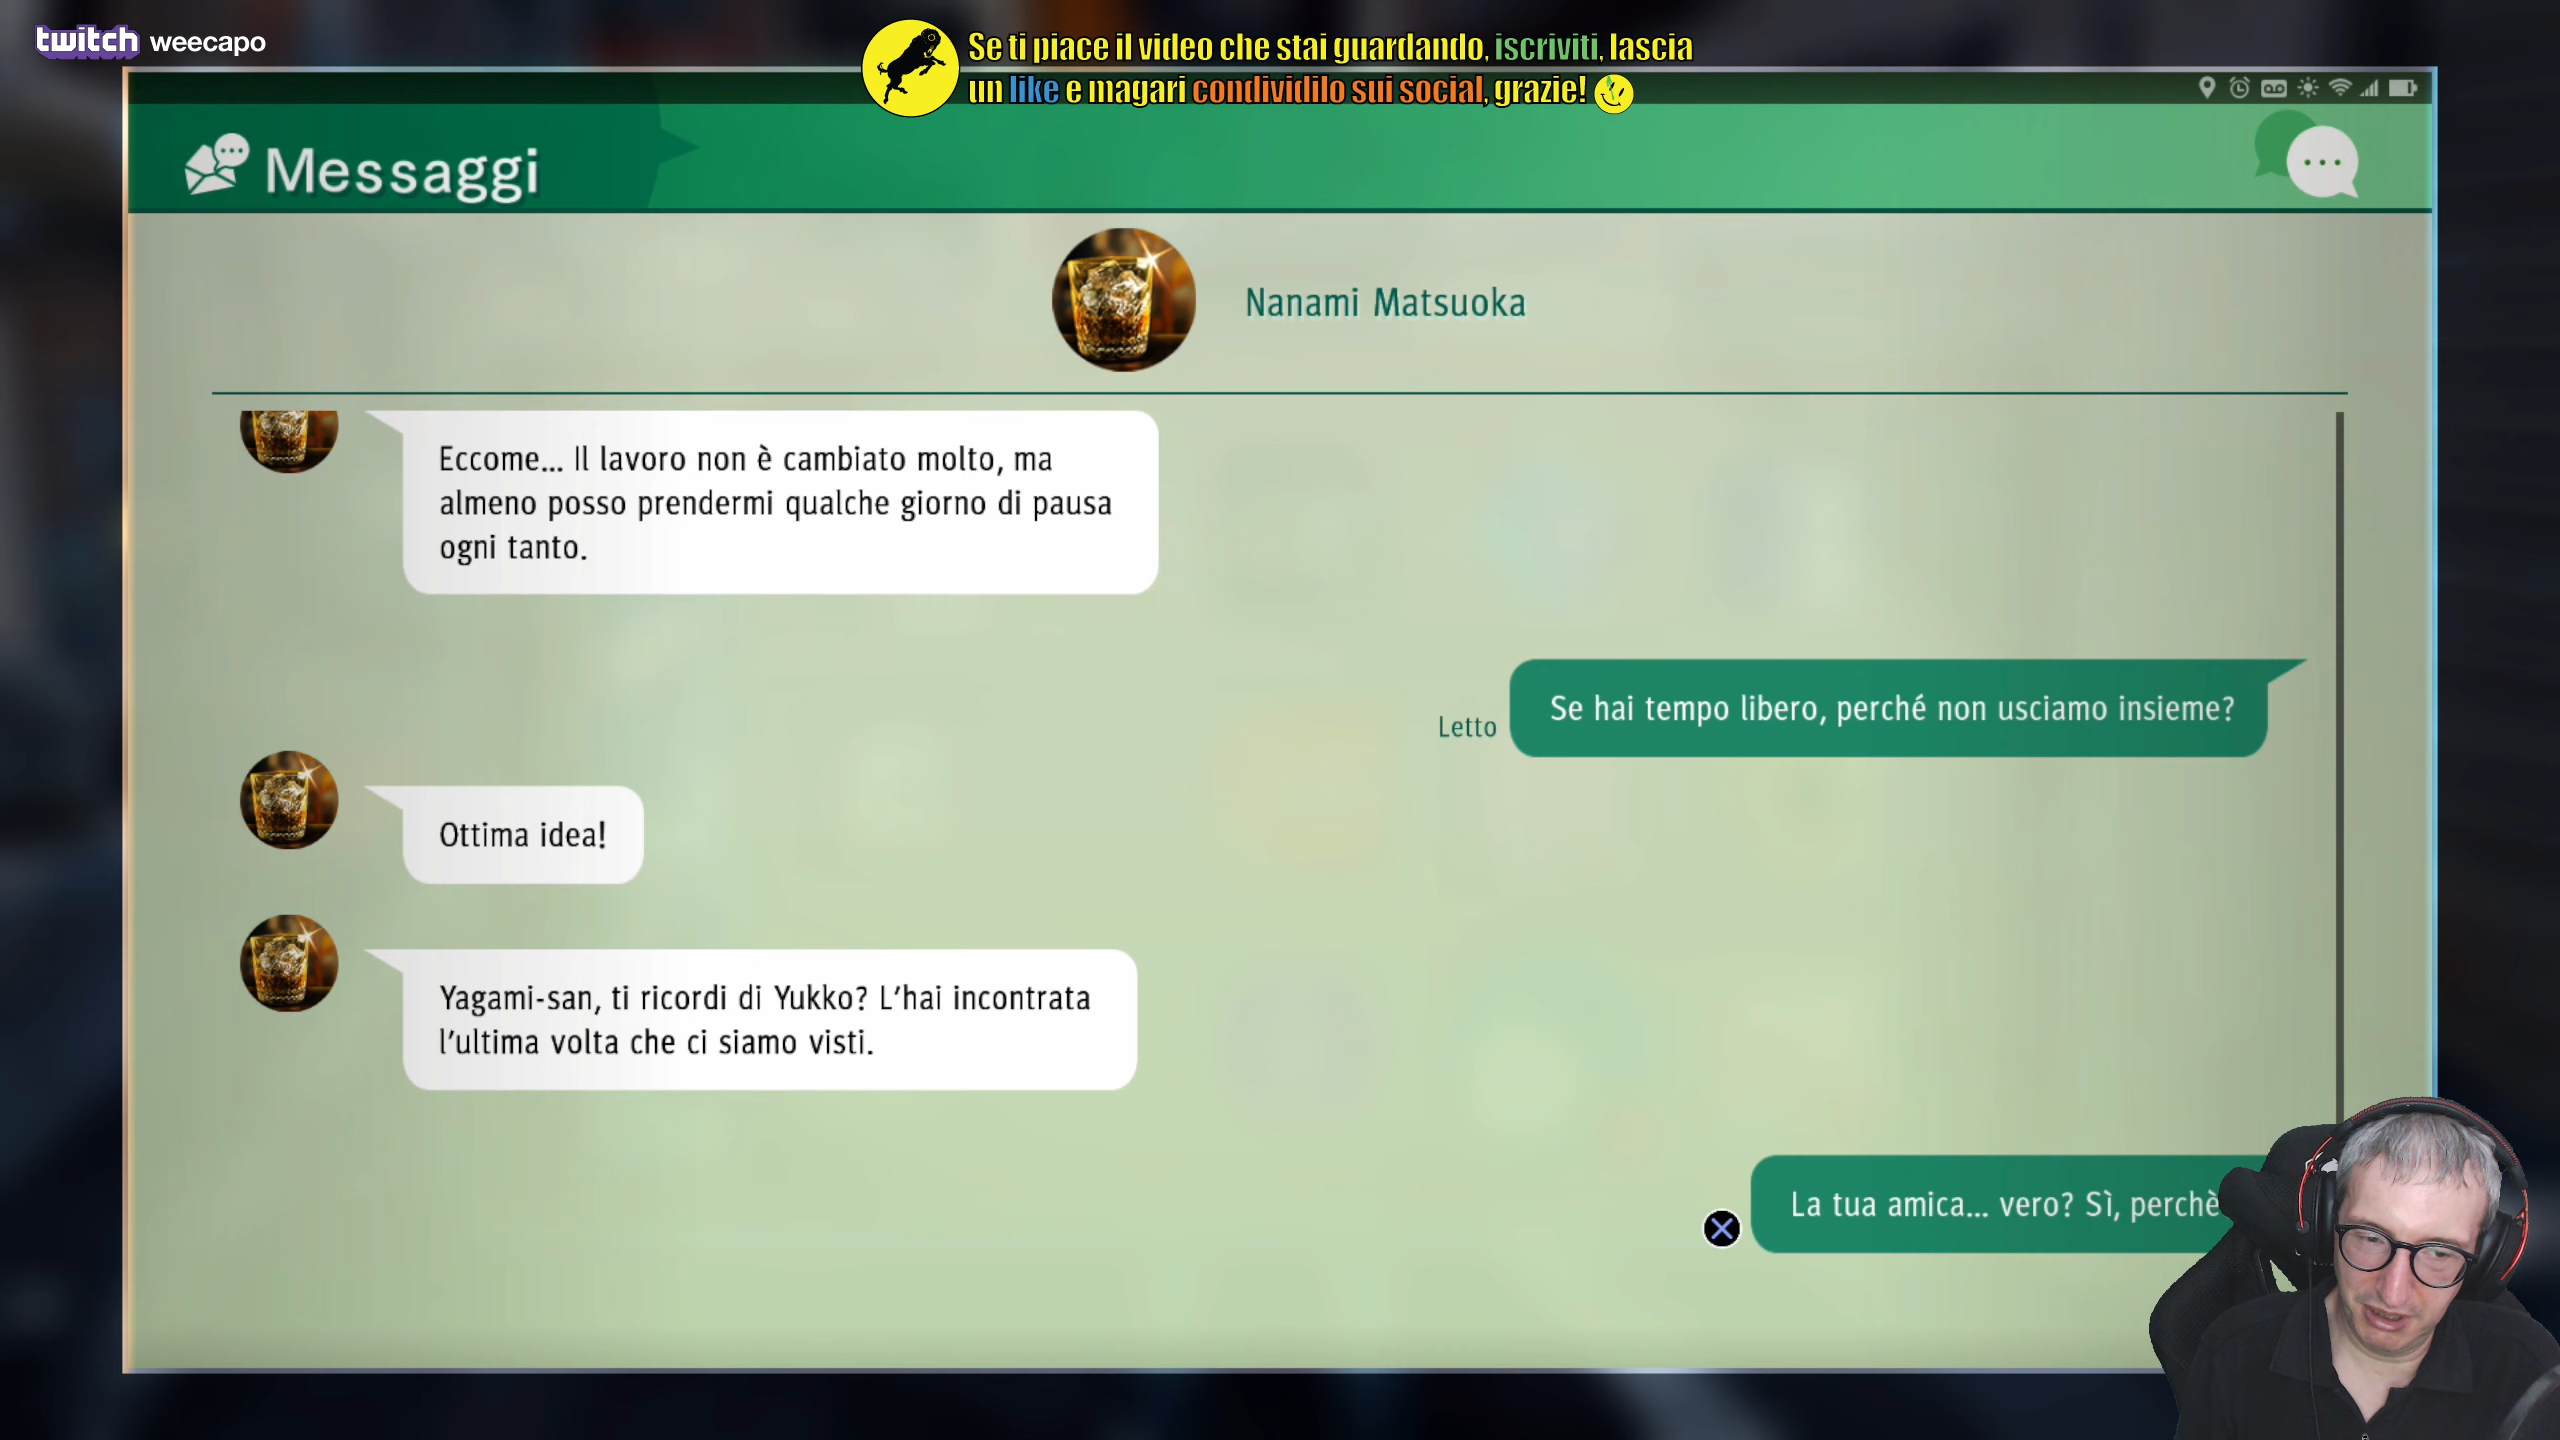 twitch weecapo
Se ti piace il video che stai guardando, iscriviti, lascia
un like e magari condividilo sui social, grazie!
Messaggi
Nanami Matsuoka
Eccome... Il lavoro non è cambiato molto, ma
almeno posso prendermi qualche giorno di pausa
ogni tanto.
Se hai tempo libero, perché non usciamo insieme?
Letto
Ottima idea!
Yagami-san, ti ricordi di Yukko? L'hai incontrata
l'ultima volta che ci siamo visti.
La tua amica... vero? Sì, perchè